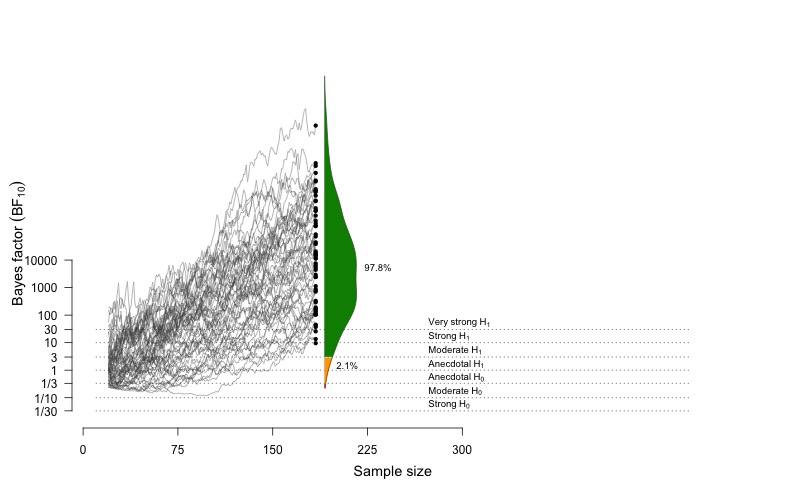 Bayes factor (BF₁₀)
10000
1000
100
30
10
3
1
1/3
1/10
1/30
97.8%
2.1%
Very strong H₁
Strong H₁
Moderate H₁
Anecdotal H₁
Anecdotal H₀
Moderate H₀
Strong H₀
0 75 150 225 300
Sample size